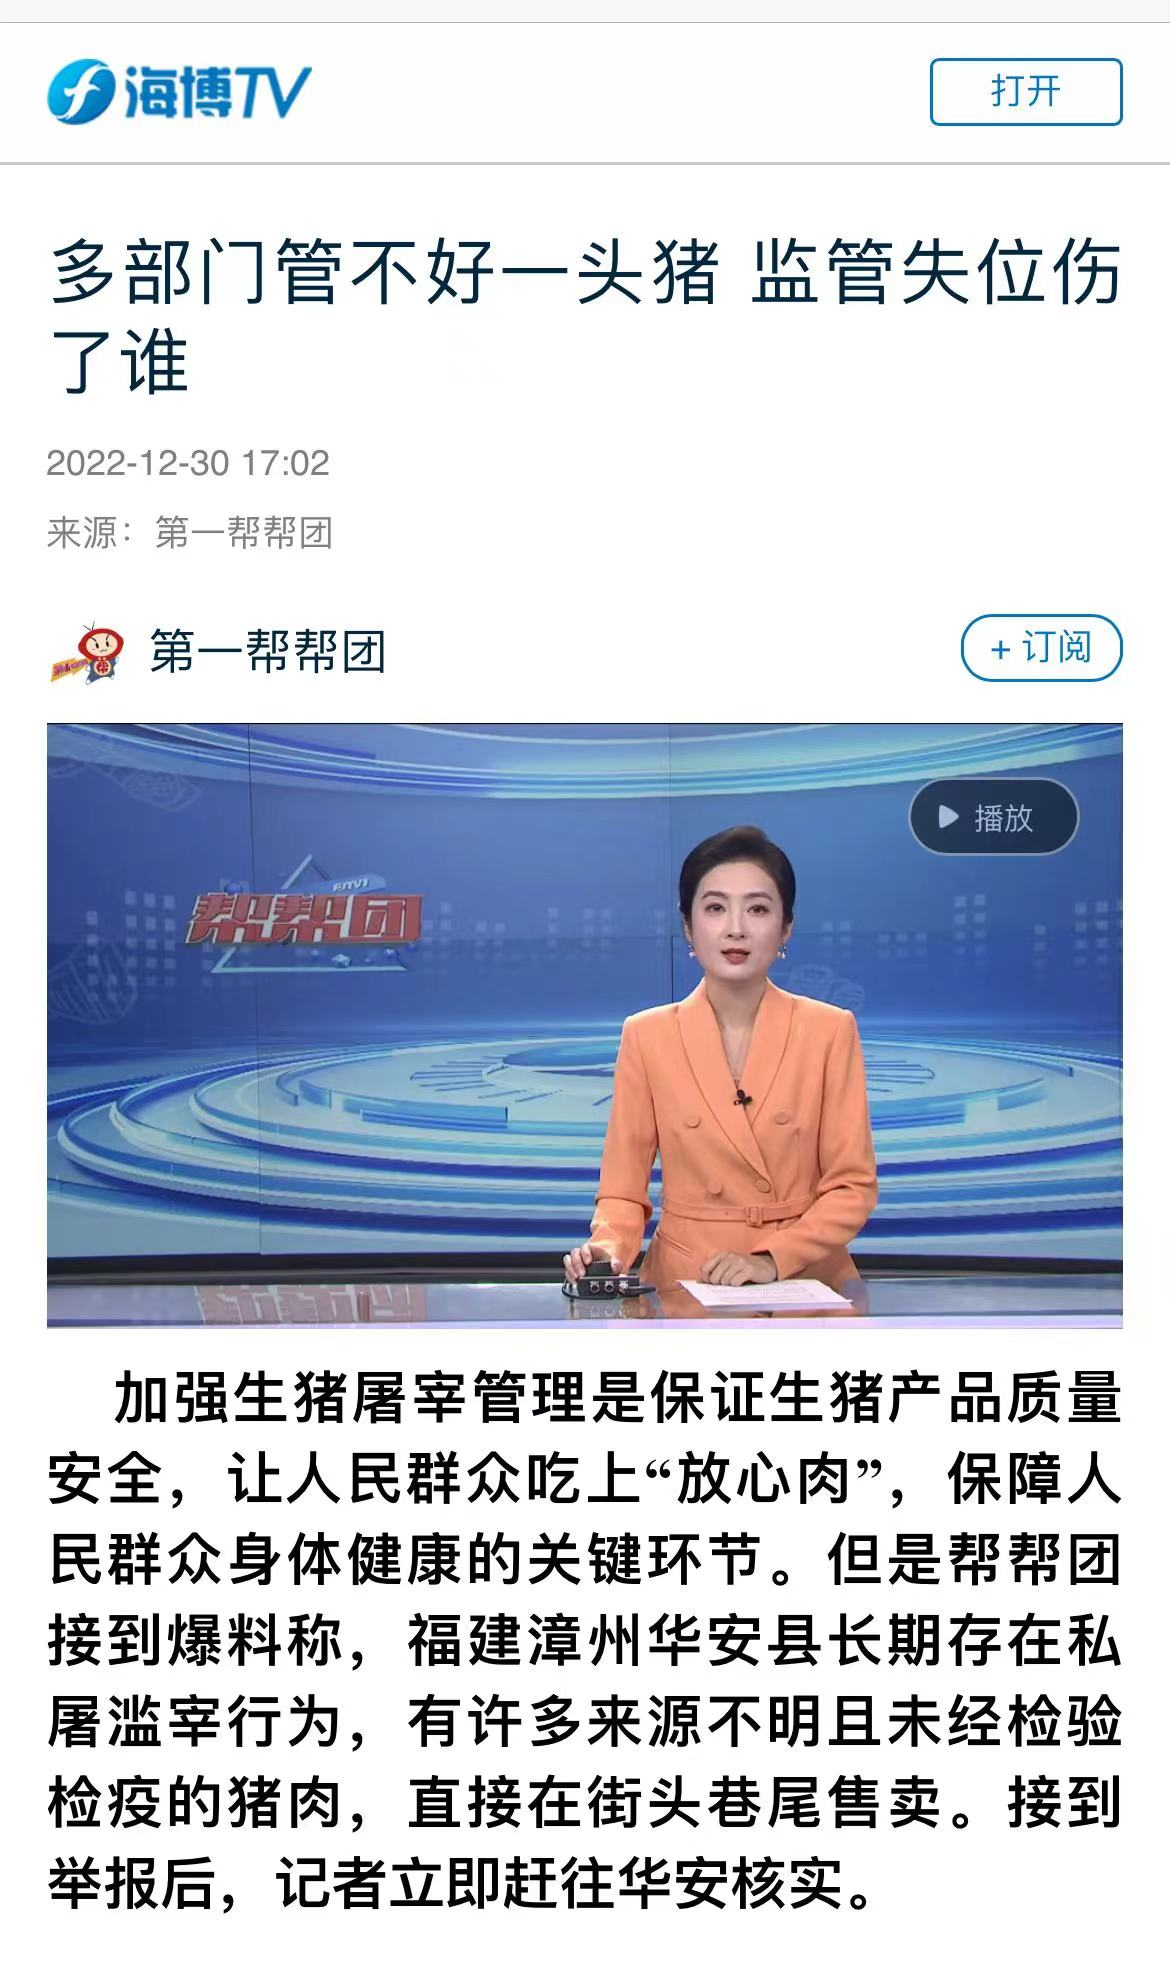 海博TV
打开
多部门管不好一头猪 监管失位伤
了谁
2022-12-30 17:02
来源：第一帮帮团
第一帮帮团
+ 订阅
播放
帮帮团
加强生猪屠宰管理是保证生猪产品质量
安全，让人民群众吃上“放心肉”，保障人
民群众身体健康的关键环节。但是帮帮团
接到爆料称，福建漳州华安县长期存在私
屠滥宰行为，有许多来源不明且未经检验
检疫的猪肉，直接在街头巷尾售卖。接到
举报后，记者立即赶往华安核实。